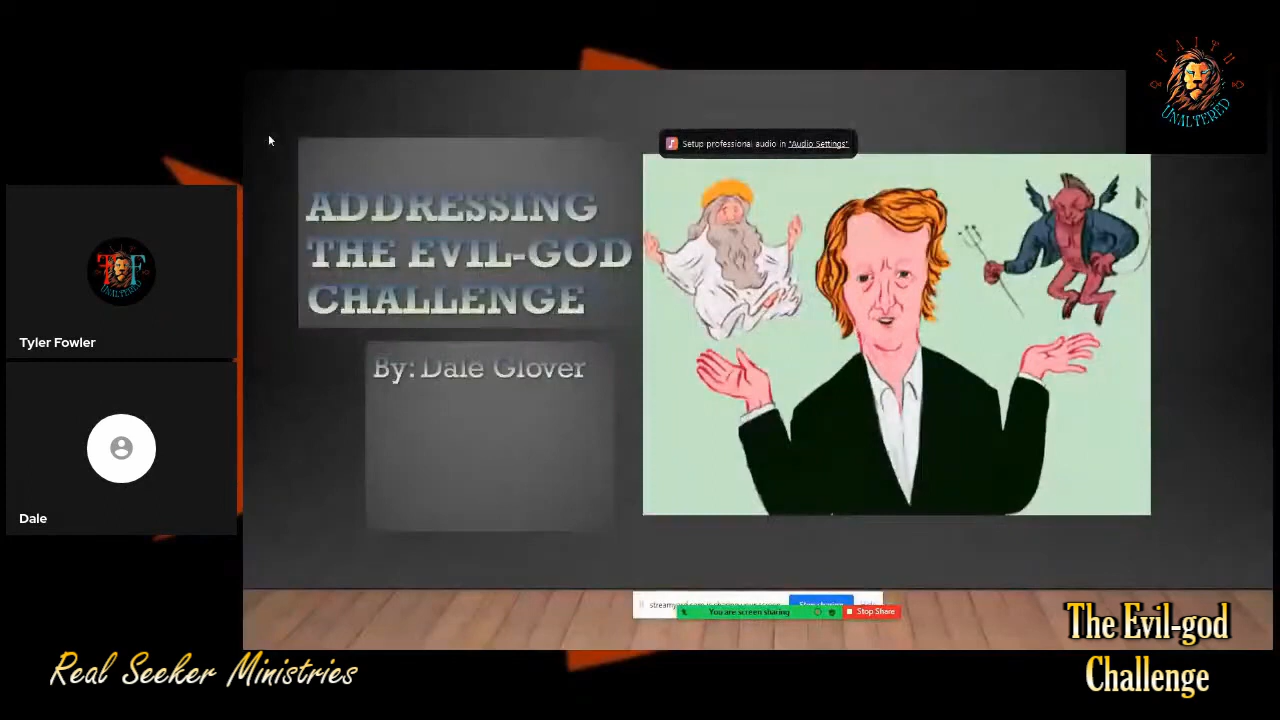 FAITH
UNALTERED
Setup professional audio in "Audio Settings"
ADDRESSING
THE EVIL-GOD
CHALLENGE
By: Dale Glover
Tyler Fowler
Dale
You are screen sharing
Stop Share
Real Seeker Ministries
The Evil-god
Challenge